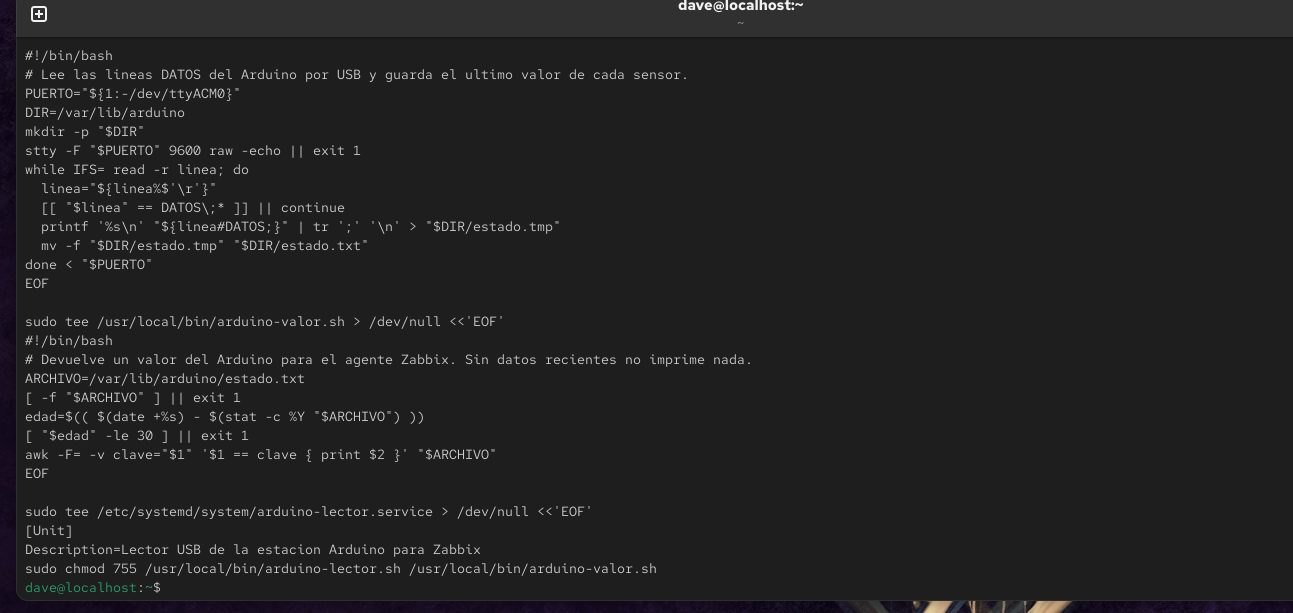 dave@localhost:~
~
#!/bin/bash
# Lee las lineas DATOS del Arduino por USB y guarda el ultimo valor de cada sensor.
PUERTO="${1:-/dev/ttyACM0}"
DIR=/var/lib/arduino
mkdir -p "$DIR"
stty -F "$PUERTO" 9600 raw -echo || exit 1
while IFS= read -r linea; do
  linea="${linea%$'\r'}"
  [[ "$linea" == DATOS\;* ]] || continue
  printf '%s\n' "${linea#DATOS;}" | tr ';' '\n' > "$DIR/estado.tmp"
  mv -f "$DIR/estado.tmp" "$DIR/estado.txt"
done < "$PUERTO"
EOF

sudo tee /usr/local/bin/arduino-valor.sh > /dev/null <<'EOF'
#!/bin/bash
# Devuelve un valor del Arduino para el agente Zabbix. Sin datos recientes no imprime nada.
ARCHIVO=/var/lib/arduino/estado.txt
[ -f "$ARCHIVO" ] || exit 1
edad=$(( $(date +%s) - $(stat -c %Y "$ARCHIVO") ))
[ "$edad" -le 30 ] || exit 1
awk -F= -v clave="$1" '$1 == clave { print $2 }' "$ARCHIVO"
EOF

sudo tee /etc/systemd/system/arduino-lector.service > /dev/null <<'EOF'
[Unit]
Description=Lector USB de la estacion Arduino para Zabbix
sudo chmod 755 /usr/local/bin/arduino-lector.sh /usr/local/bin/arduino-valor.sh
dave@localhost:~$